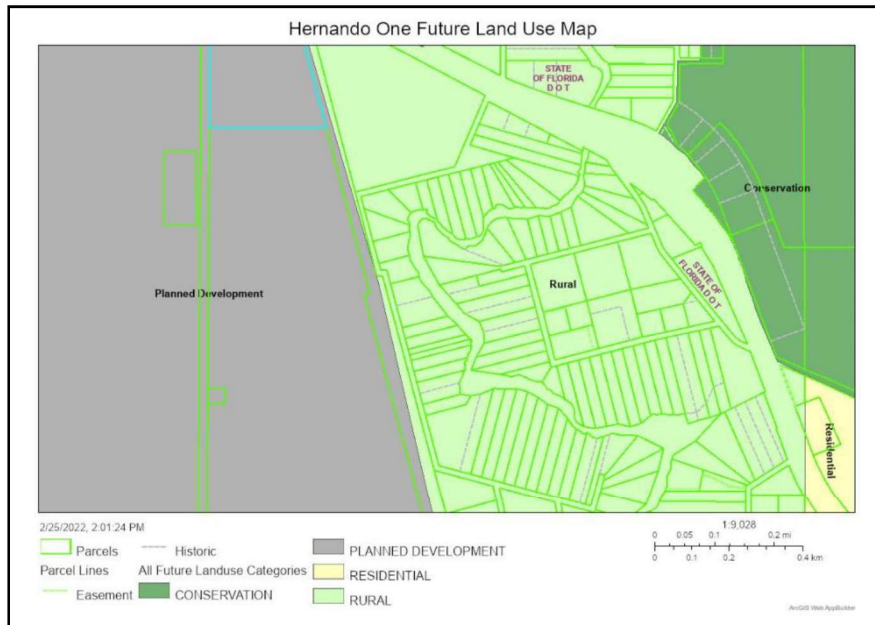 Hernando One Future Land Use Map
STATE
OF FLORIDA
D O T
Conservation
Rural
STATE OF
FLORIDA D O T
Planned Development
Residential
2/25/2022, 2:01:24 PM
Parcels
Parcel Lines
Easement
Historic
All Future Landuse Categories
CONSERVATION
PLANNED DEVELOPMENT
RESIDENTIAL
RURAL
1:9,028
0 0.05 0.1 0.2 mi
0 0.1 0.2 0.4 km
ArcGIS Web AppBuilder